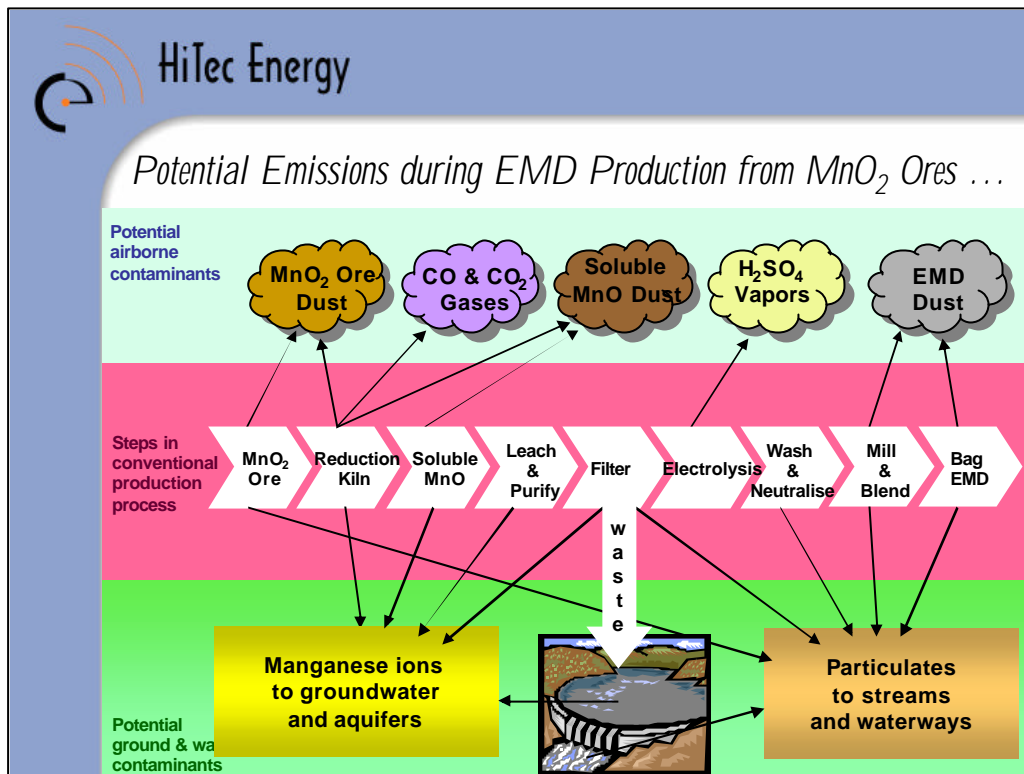 HiTec Energy
Potential Emissions during EMD Production from MnO₂ Ores ...
Potential
airborne
contaminants
MnO₂ Ore
Dust
CO & CO₂
Gases
Soluble
MnO Dust
H₂SO₄
Vapors
EMD
Dust
Steps in
conventional
production
process
MnO₂
Ore
Reduction
Kiln
Soluble
MnO
Leach
&
Purify
Filter
Electrolysis
Wash
&
Neutralise
Mill
&
Blend
Bag
EMD
w
a
s
t
e
Manganese ions
to groundwater
and aquifers
Particulates
to streams
and waterways
Potential
ground & wa
contaminants